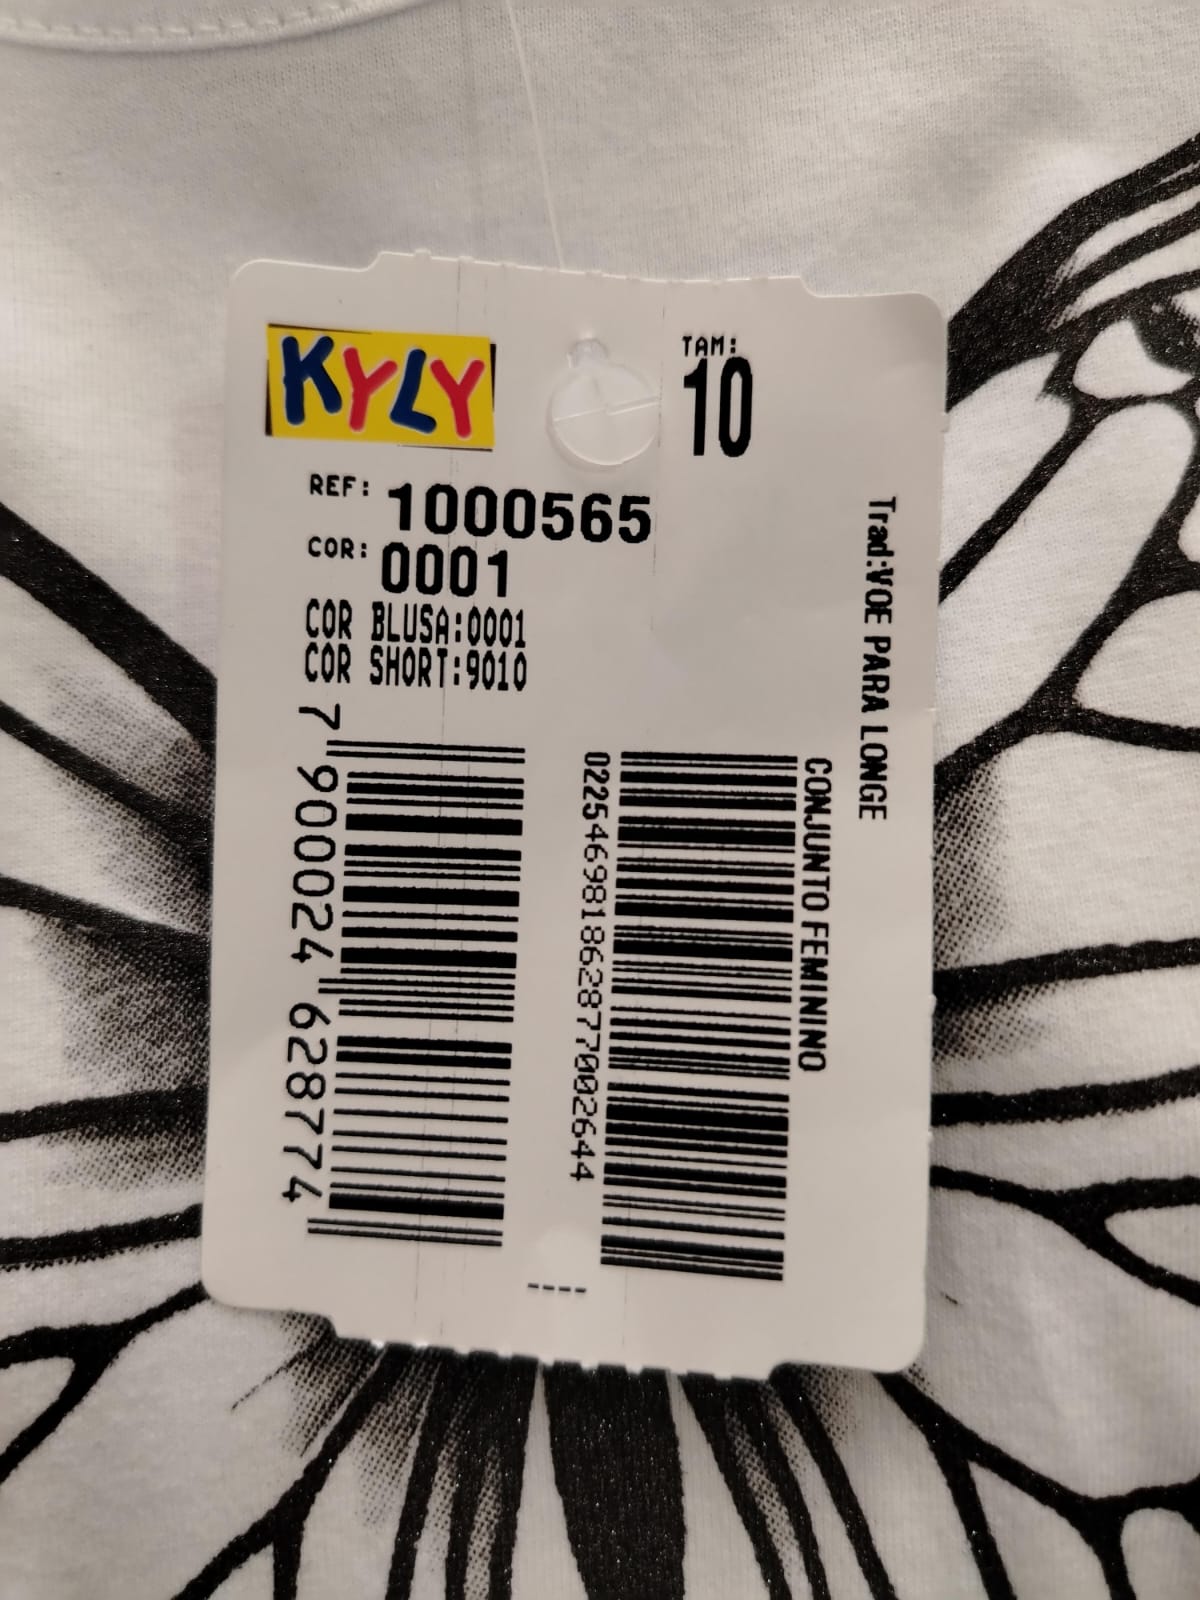 KYLY
TAM:
10
REF: 1000565
COR: 0001
COR BLUSA:0001
COR SHORT:9010
7 900024 628774
022546981862877002644
CONJUNTO FEMININO
Trad:VOE PARA LONGE
----